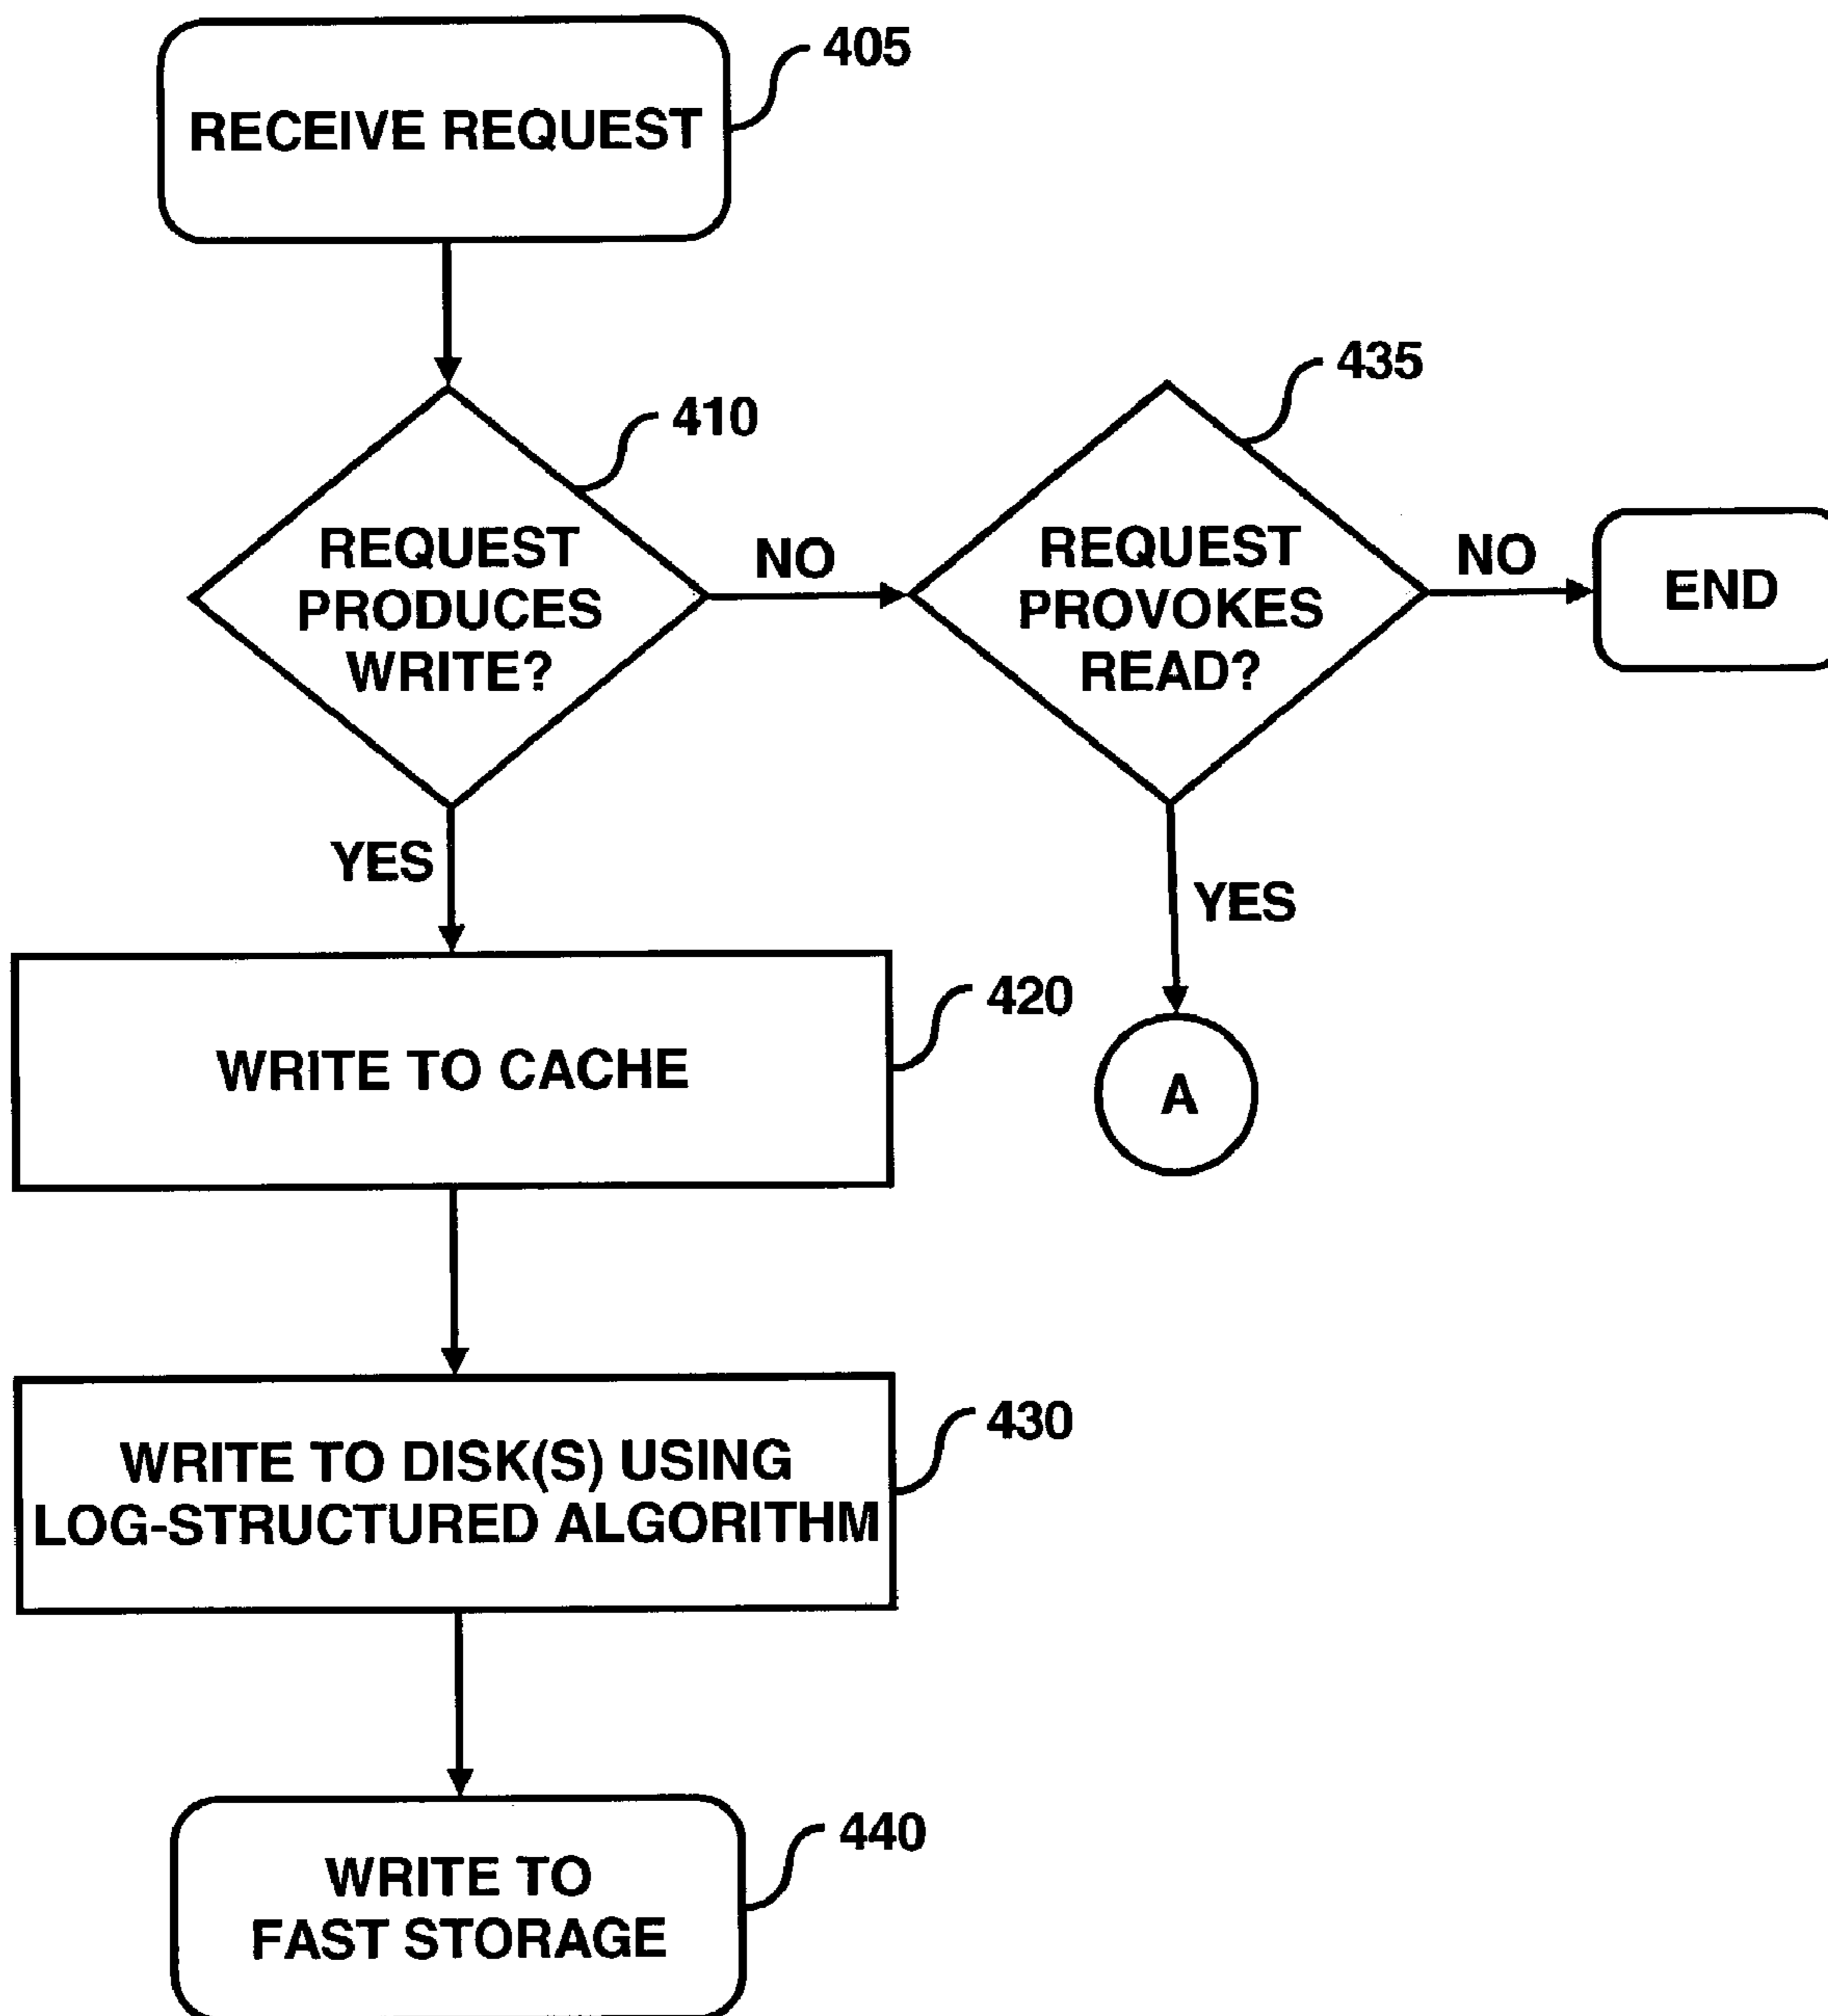 405
RECEIVE REQUEST
435
410
REQUEST
PRODUCES
WRITE?
NO
REQUEST
PROVOKES
READ?
NO
END
YES
YES
420
WRITE TO CACHE
A
430
WRITE TO DISK(S) USING
LOG-STRUCTURED ALGORITHM
440
WRITE TO
FAST STORAGE